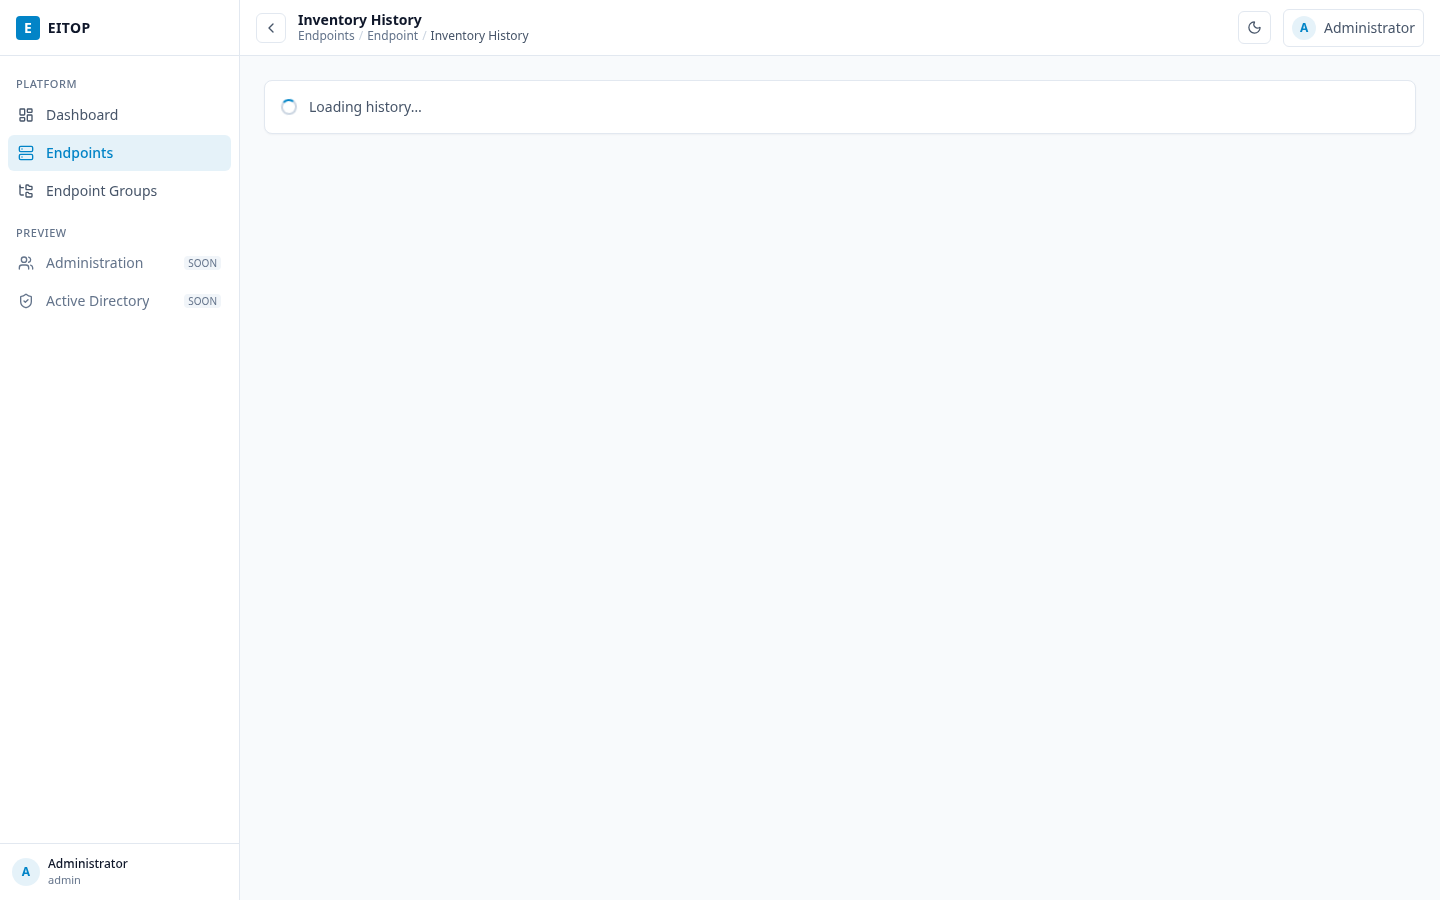 E EITOP
PLATFORM
Dashboard
Endpoints
Endpoint Groups
PREVIEW
Administration SOON
Active Directory SOON
A Administrator
admin
Inventory History
Endpoints / Endpoint / Inventory History
A Administrator
Loading history...